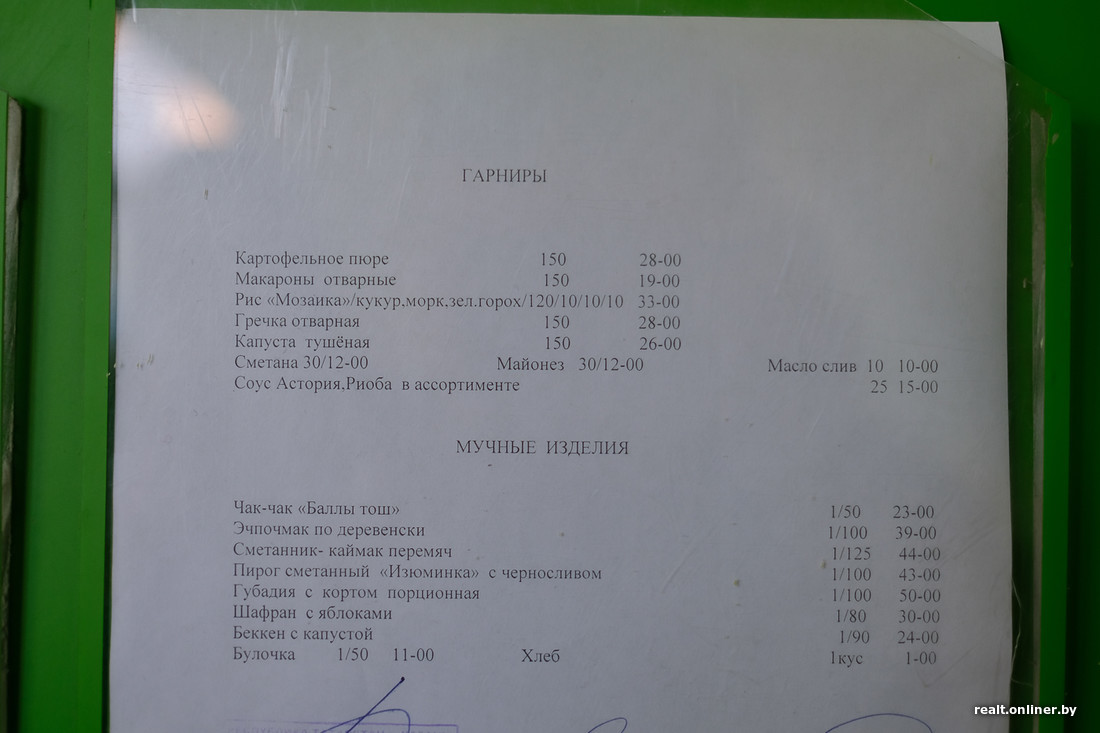 ГАРНИРЫ
Картофельное пюре 150 28-00
Макароны отварные 150 19-00
Рис «Мозаика»/кукур,морк,зел.горох/120/10/10/10 33-00
Гречка отварная 150 28-00
Капуста тушёная 150 26-00
Сметана 30/12-00 Майонез 30/12-00 Масло слив 10 10-00
Соус Астория,Риоба в ассортименте 25 15-00
МУЧНЫЕ ИЗДЕЛИЯ
Чак-чак «Баллы тош» 1/50 23-00
Эчпочмак по деревенски 1/100 39-00
Сметанник- каймак перемяч 1/125 44-00
Пирог сметанный «Изюминка» с черносливом 1/100 43-00
Губадия с кортом порционная 1/100 50-00
Шафран с яблоками 1/80 30-00
Беккен с капустой 1/90 24-00
Булочка 1/50 11-00 Хлеб 1кус 1-00
realt.onliner.by